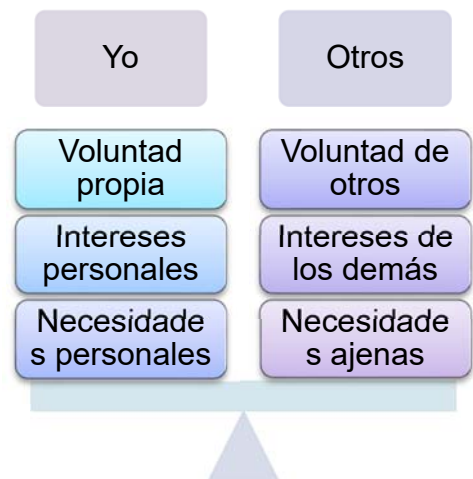 Yo
Otros
Voluntad
propia
Voluntad de
otros
Intereses
personales
Intereses de
los demás
Necesidade
s personales
Necesidade
s ajenas